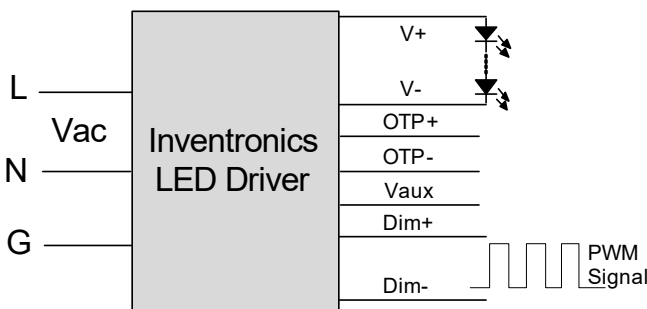 L
Vac
N
G
Inventronics
LED Driver
V+
V-
OTP+
OTP-
Vaux
Dim+
Dim-
PWM
Signal